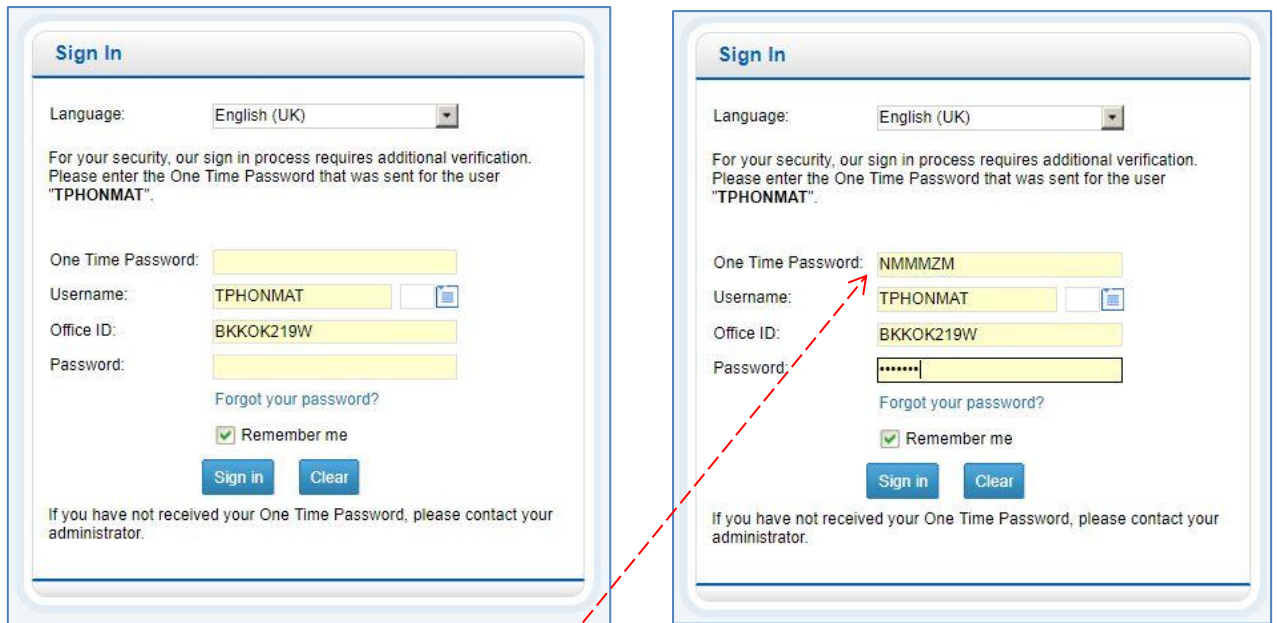 Sign In
Language: English (UK)
For your security, our sign in process requires additional verification.
Please enter the One Time Password that was sent for the user
"TPHONMAT".
One Time Password:
Username: TPHONMAT
Office ID: BKKOK219W
Password:
Forgot your password?
Remember me
Sign in Clear
If you have not received your One Time Password, please contact your
administrator.
Sign In
Language: English (UK)
For your security, our sign in process requires additional verification.
Please enter the One Time Password that was sent for the user
"TPHONMAT".
One Time Password: NMMMZM
Username: TPHONMAT
Office ID: BKKOK219W
Password: •••••••
Forgot your password?
Remember me
Sign in Clear
If you have not received your One Time Password, please contact your
administrator.